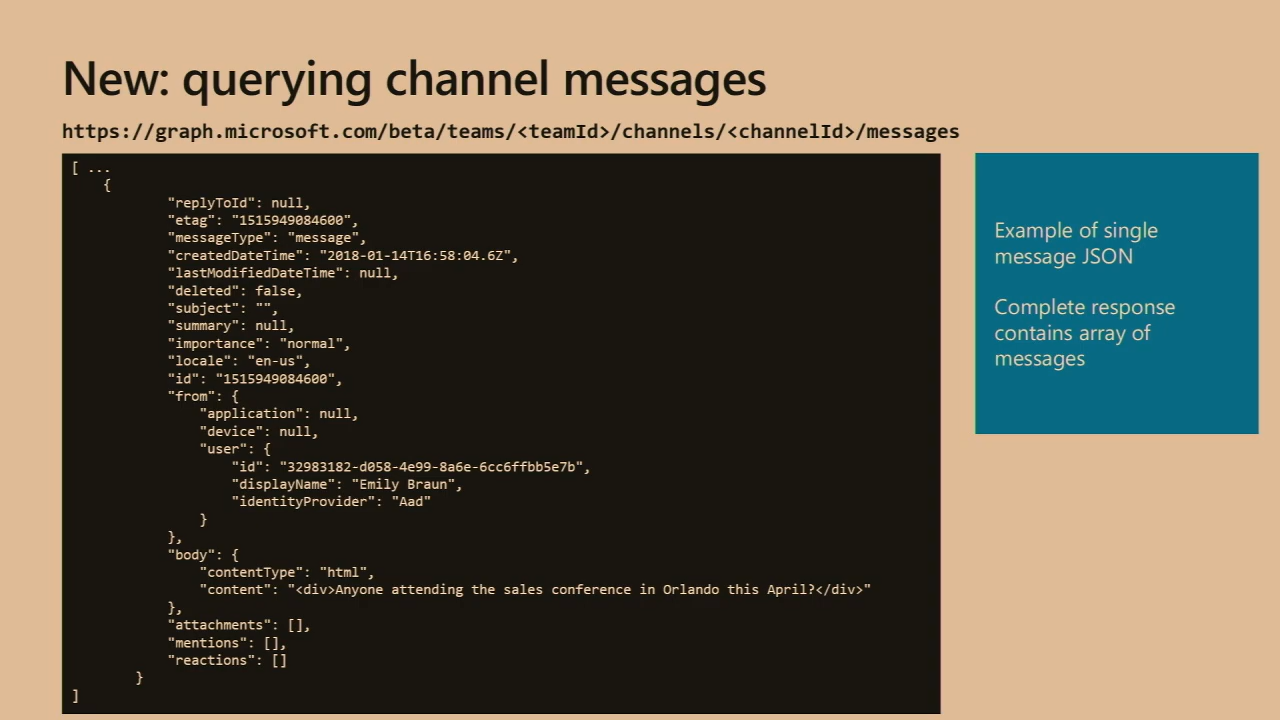 New: querying channel messages
https://graph.microsoft.com/beta/teams/<teamId>/channels/<channelId>/messages
[ ...
{
"replyToId": null,
"etag": "1515949084600",
"messageType": "message",
"createdDateTime": "2018-01-14T16:58:04.6Z",
"lastModifiedDateTime": null,
"deleted": false,
"subject": "",
"summary": null,
"importance": "normal",
"locale": "en-us",
"id": "1515949084600",
"from": {
"application": null,
"device": null,
"user": {
"id": "32983182-d058-4e99-8a6e-6cc6ffbb5e7b",
"displayName": "Emily Braun",
"identityProvider": "Aad"
}
},
"body": {
"contentType": "html",
"content": "<div>Anyone attending the sales conference in Orlando this April?</div>"
},
"attachments": [],
"mentions": [],
"reactions": []
}
]
Example of single
message JSON
Complete response
contains array of
messages